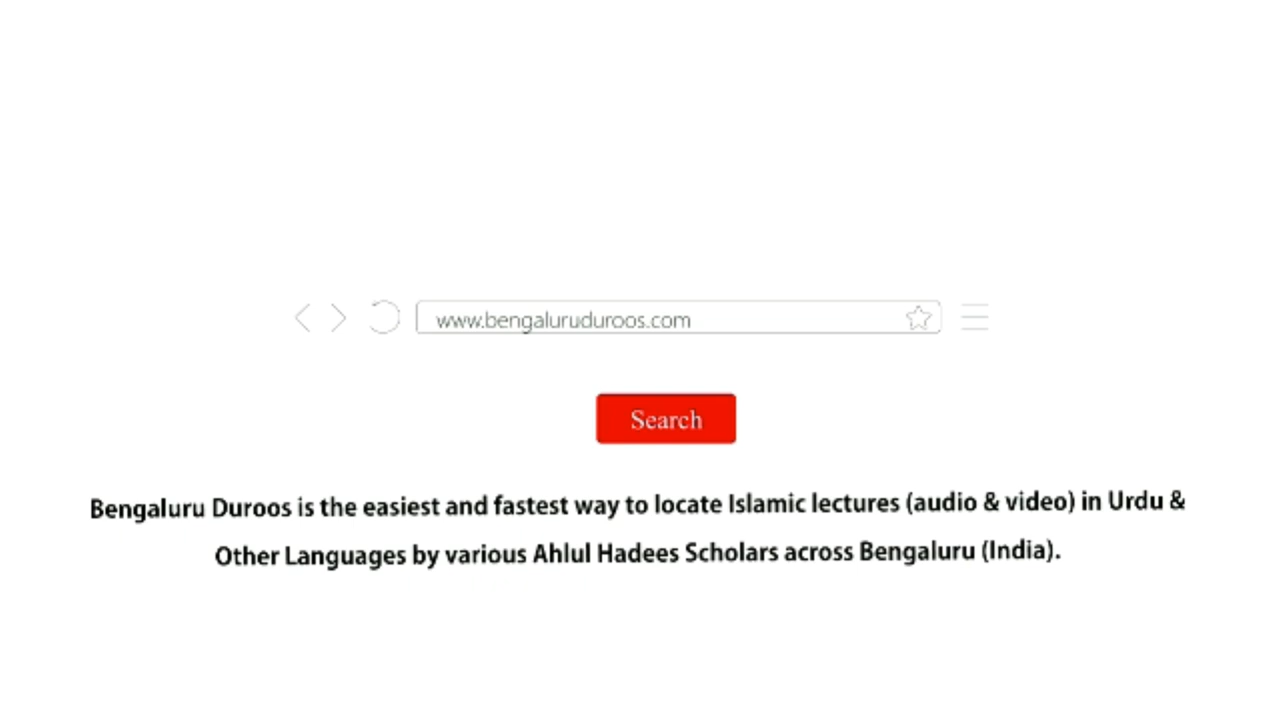 www.bengaluruduroos.com
Search
Bengaluru Duroos is the easiest and fastest way to locate Islamic lectures (audio & video) in Urdu &
Other Languages by various Ahlul Hadees Scholars across Bengaluru (India).